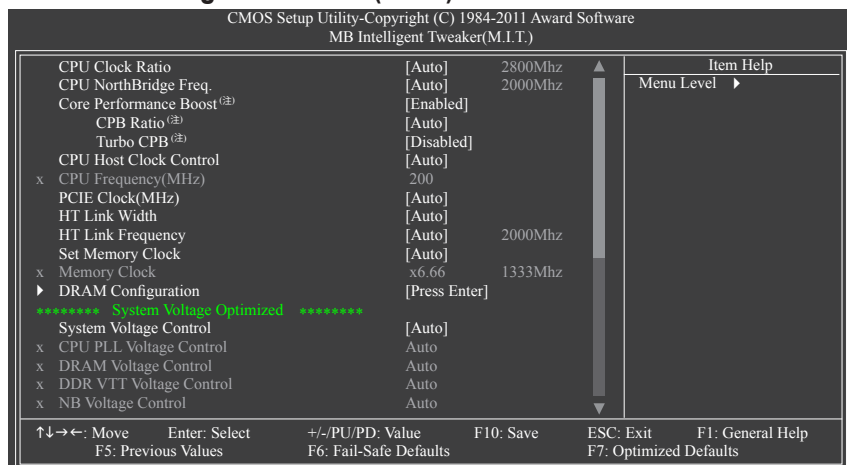 CMOS Setup Utility-Copyright (C) 1984-2011 Award Software
MB Intelligent Tweaker(M.I.T.)
CPU Clock Ratio [Auto] 2800Mhz
CPU NorthBridge Freq. [Auto] 2000Mhz
Core Performance Boost(注) [Enabled]
CPB Ratio(注) [Auto]
Turbo CPB(注) [Disabled]
CPU Host Clock Control [Auto]
x CPU Frequency(MHz) 200
PCIE Clock(MHz) [Auto]
HT Link Width [Auto]
HT Link Frequency [Auto] 2000Mhz
Set Memory Clock [Auto]
x Memory Clock x6.66 1333Mhz
DRAM Configuration [Press Enter]
******** System Voltage Optimized ********
System Voltage Control [Auto]
x CPU PLL Voltage Control Auto
x DRAM Voltage Control Auto
x DDR VTT Voltage Control Auto
x NB Voltage Control Auto
Item Help
Menu Level
↑↓→←: Move Enter: Select +/-/PU/PD: Value F10: Save ESC: Exit F1: General Help
F5: Previous Values F6: Fail-Safe Defaults F7: Optimized Defaults